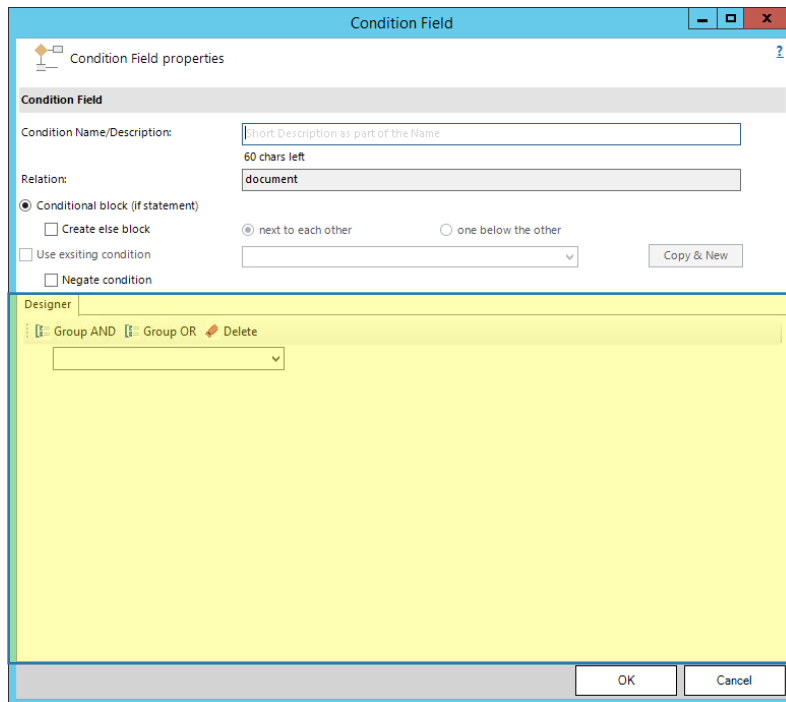 Condition Field
x
Condition Field properties
?
Condition Field
Condition Name/Description:
Short Description as part of the Name
60 chars left
Relation:
document
Conditional block (if statement)
Create else block
next to each other
one below the other
Use exsiting condition
Copy & New
Negate condition
Designer
Group AND
Group OR
Delete
OK
Cancel